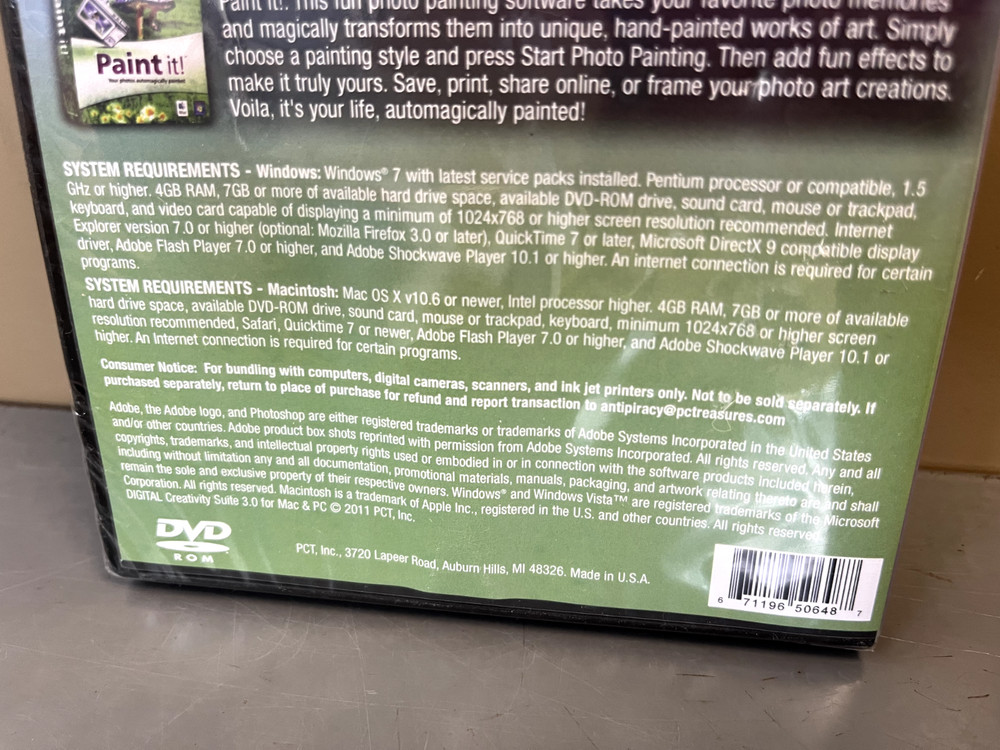 Paint it!. This fun photo painting software takes your favorite photo memories
and magically transforms them into unique, hand-painted works of art. Simply
choose a painting style and press Start Photo Painting. Then add fun effects to
make it truly yours. Save, print, share online, or frame your photo art creations.
Voila, it's your life, automagically painted!
Paint it!
Your photos automagically painted!
SYSTEM REQUIREMENTS - Windows: Windows® 7 with latest service packs installed. Pentium processor or compatible, 1.5
GHz or higher. 4GB RAM, 7GB or more of available hard drive space, available DVD-ROM drive, sound card, mouse or trackpad,
keyboard, and video card capable of displaying a minimum of 1024x768 or higher screen resolution recommended. Internet
Explorer version 7.0 or higher (optional: Mozilla Firefox 3.0 or later), QuickTime 7 or later, Microsoft DirectX 9 compatible display
driver, Adobe Flash Player 7.0 or higher, and Adobe Shockwave Player 10.1 or higher. An internet connection is required for certain
programs.
SYSTEM REQUIREMENTS - Macintosh: Mac OS X v10.6 or newer, Intel processor higher. 4GB RAM, 7GB or more of available
hard drive space, available DVD-ROM drive, sound card, mouse or trackpad, keyboard, minimum 1024x768 or higher screen
resolution recommended, Safari, Quicktime 7 or newer, Adobe Flash Player 7.0 or higher, and Adobe Shockwave Player 10.1 or
higher. An Internet connection is required for certain programs.
Consumer Notice: For bundling with computers, digital cameras, scanners, and ink jet printers only. Not to be sold separately. If
purchased separately, return to place of purchase for refund and report transaction to antipiracy@pctreasures.com
Adobe, the Adobe logo, and Photoshop are either registered trademarks or trademarks of Adobe Systems Incorporated in the United States
and/or other countries. Adobe product box shots reprinted with permission from Adobe Systems Incorporated. All rights reserved. Any and all
copyrights, trademarks, and intellectual property rights used or embodied in or in connection with the software products included herein,
including without limitation any and all documentation, promotional materials, manuals, packaging, and artwork relating thereto are and shall
remain the sole and exclusive property of their respective owners. Windows® and Windows Vista™ are registered trademarks of the Microsoft
Corporation. All rights reserved. Macintosh is a trademark of Apple Inc., registered in the U.S. and other countries. All rights reserved.
DIGITAL Creativity Suite 3.0 for Mac & PC © 2011 PCT, Inc.
DVD
ROM
PCT, Inc., 3720 Lapeer Road, Auburn Hills, MI 48326. Made in U.S.A.
6 71196 50648 7